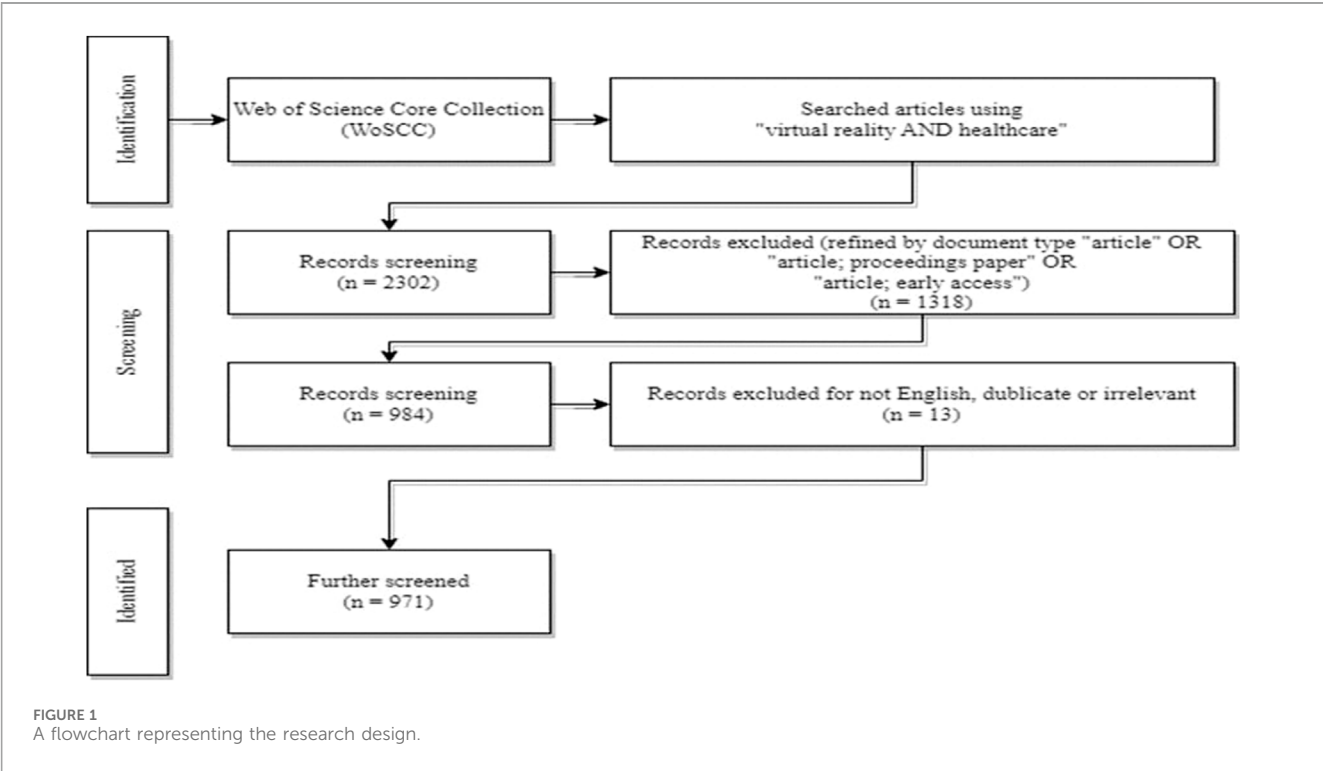 Identification
Web of Science Core Collection
(WoSCC)
Searched articles using
"virtual reality AND healthcare"
Screening
Records screening
(n = 2302)
Records excluded (refined by document type "article" OR
"article; proceedings paper" OR
"article; early access")
(n = 1318)
Records screening
(n = 984)
Records excluded for not English, dublicate or irrelevant
(n = 13)
Identified
Further screened
(n = 971)
FIGURE 1
A flowchart representing the research design.